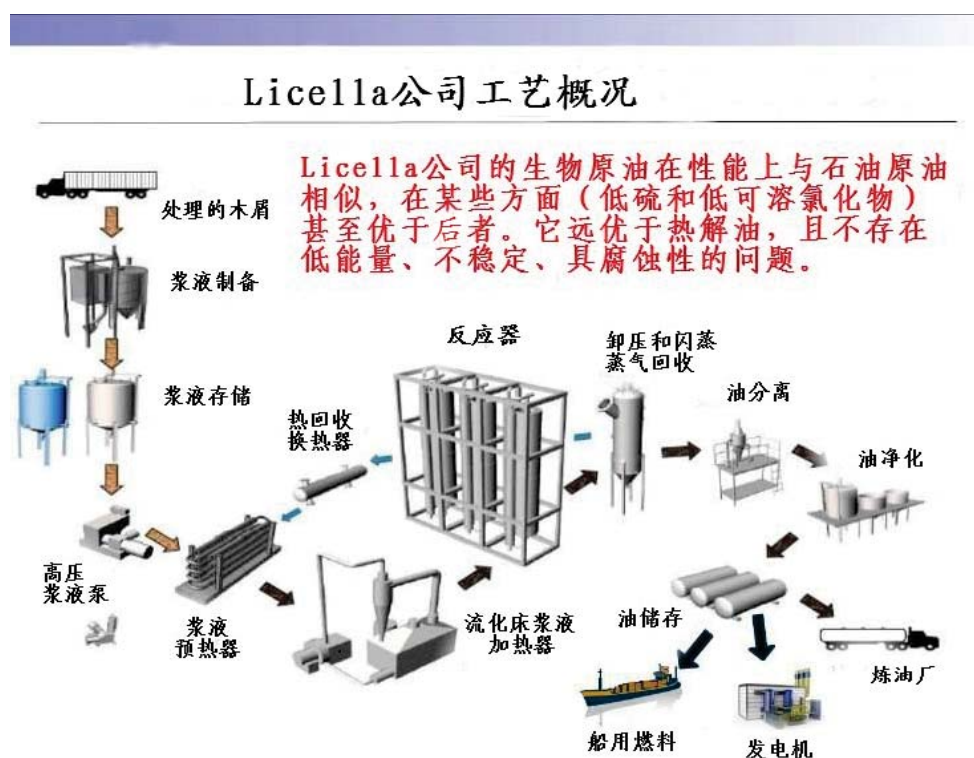 Licella公司工艺概况
Licella公司的生物原油在性能上与石油原油
相似，在某些方面（低硫和低可溶氯化物）
甚至优于后者。它远优于热解油，且不存在
低能量、不稳定、具腐蚀性的问题。
处理的木屑
浆液制备
浆液存储
高压
浆液泵
浆液
预热器
热回收
换热器
流化床浆液
加热器
反应器
卸压和闪蒸
蒸气回收
油分离
油净化
油储存
炼油厂
船用燃料
发电机